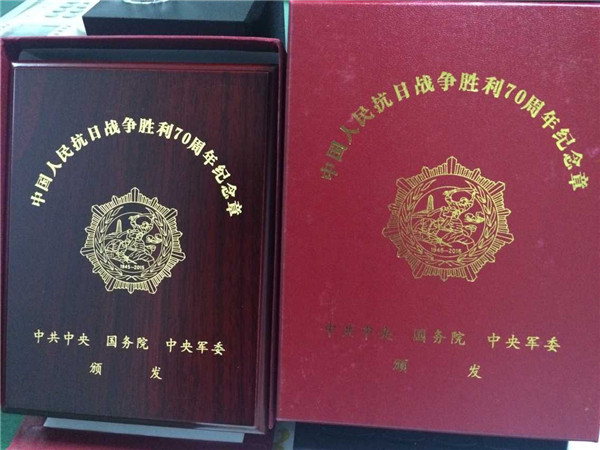 中国人民抗日战争胜利70周年纪念章
1945-2015
中共中央 国务院 中央军委
颁 发
中国人民抗日战争胜利70周年纪念章
1945-2015
中共中央 国务院 中央军委
颁 发